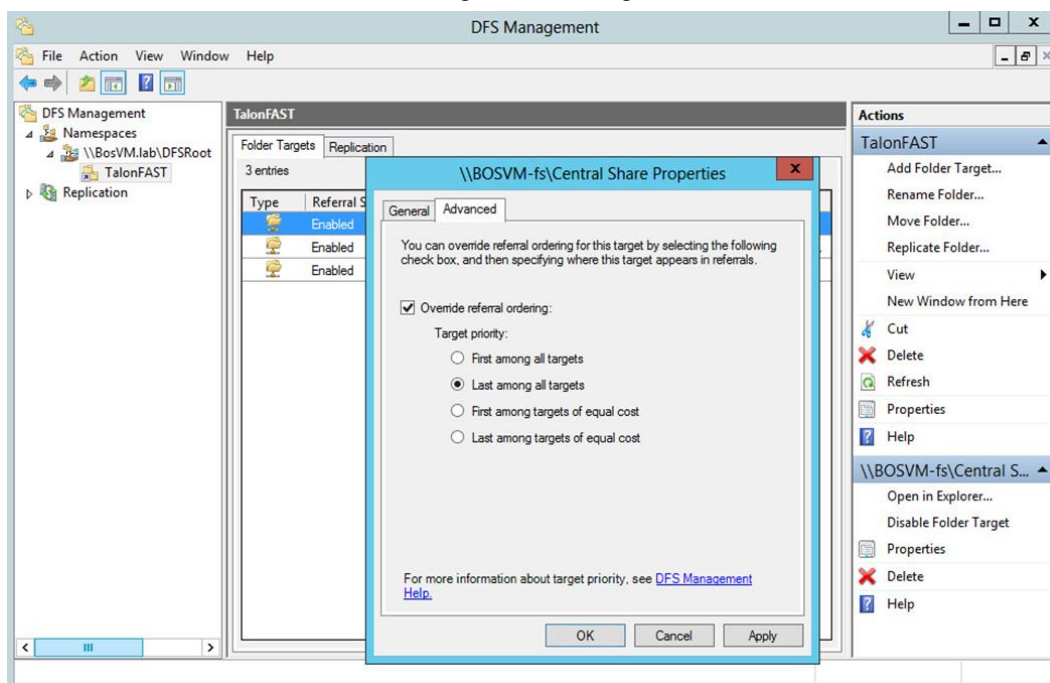 DFS Management
File Action View Window Help
DFS Management
Namespaces
\\BosVM.lab\DFSRoot
TalonFAST
Replication
TalonFAST
Folder Targets Replication
3 entries
Type Referral S
Enabled
Enabled
Enabled
\\BOSVM-fs\Central Share Properties
General Advanced
You can override referral ordering for this target by selecting the following
check box, and then specifying where this target appears in referrals.
Override referral ordering:
Target priority:
First among all targets
Last among all targets
First among targets of equal cost
Last among targets of equal cost
For more information about target priority, see DFS Management
Help.
OK Cancel Apply
Actions
TalonFAST
Add Folder Target...
Rename Folder...
Move Folder...
Replicate Folder...
View
New Window from Here
Cut
Delete
Refresh
Properties
Help
\\BOSVM-fs\Central S...
Open in Explorer...
Disable Folder Target
Properties
Delete
Help